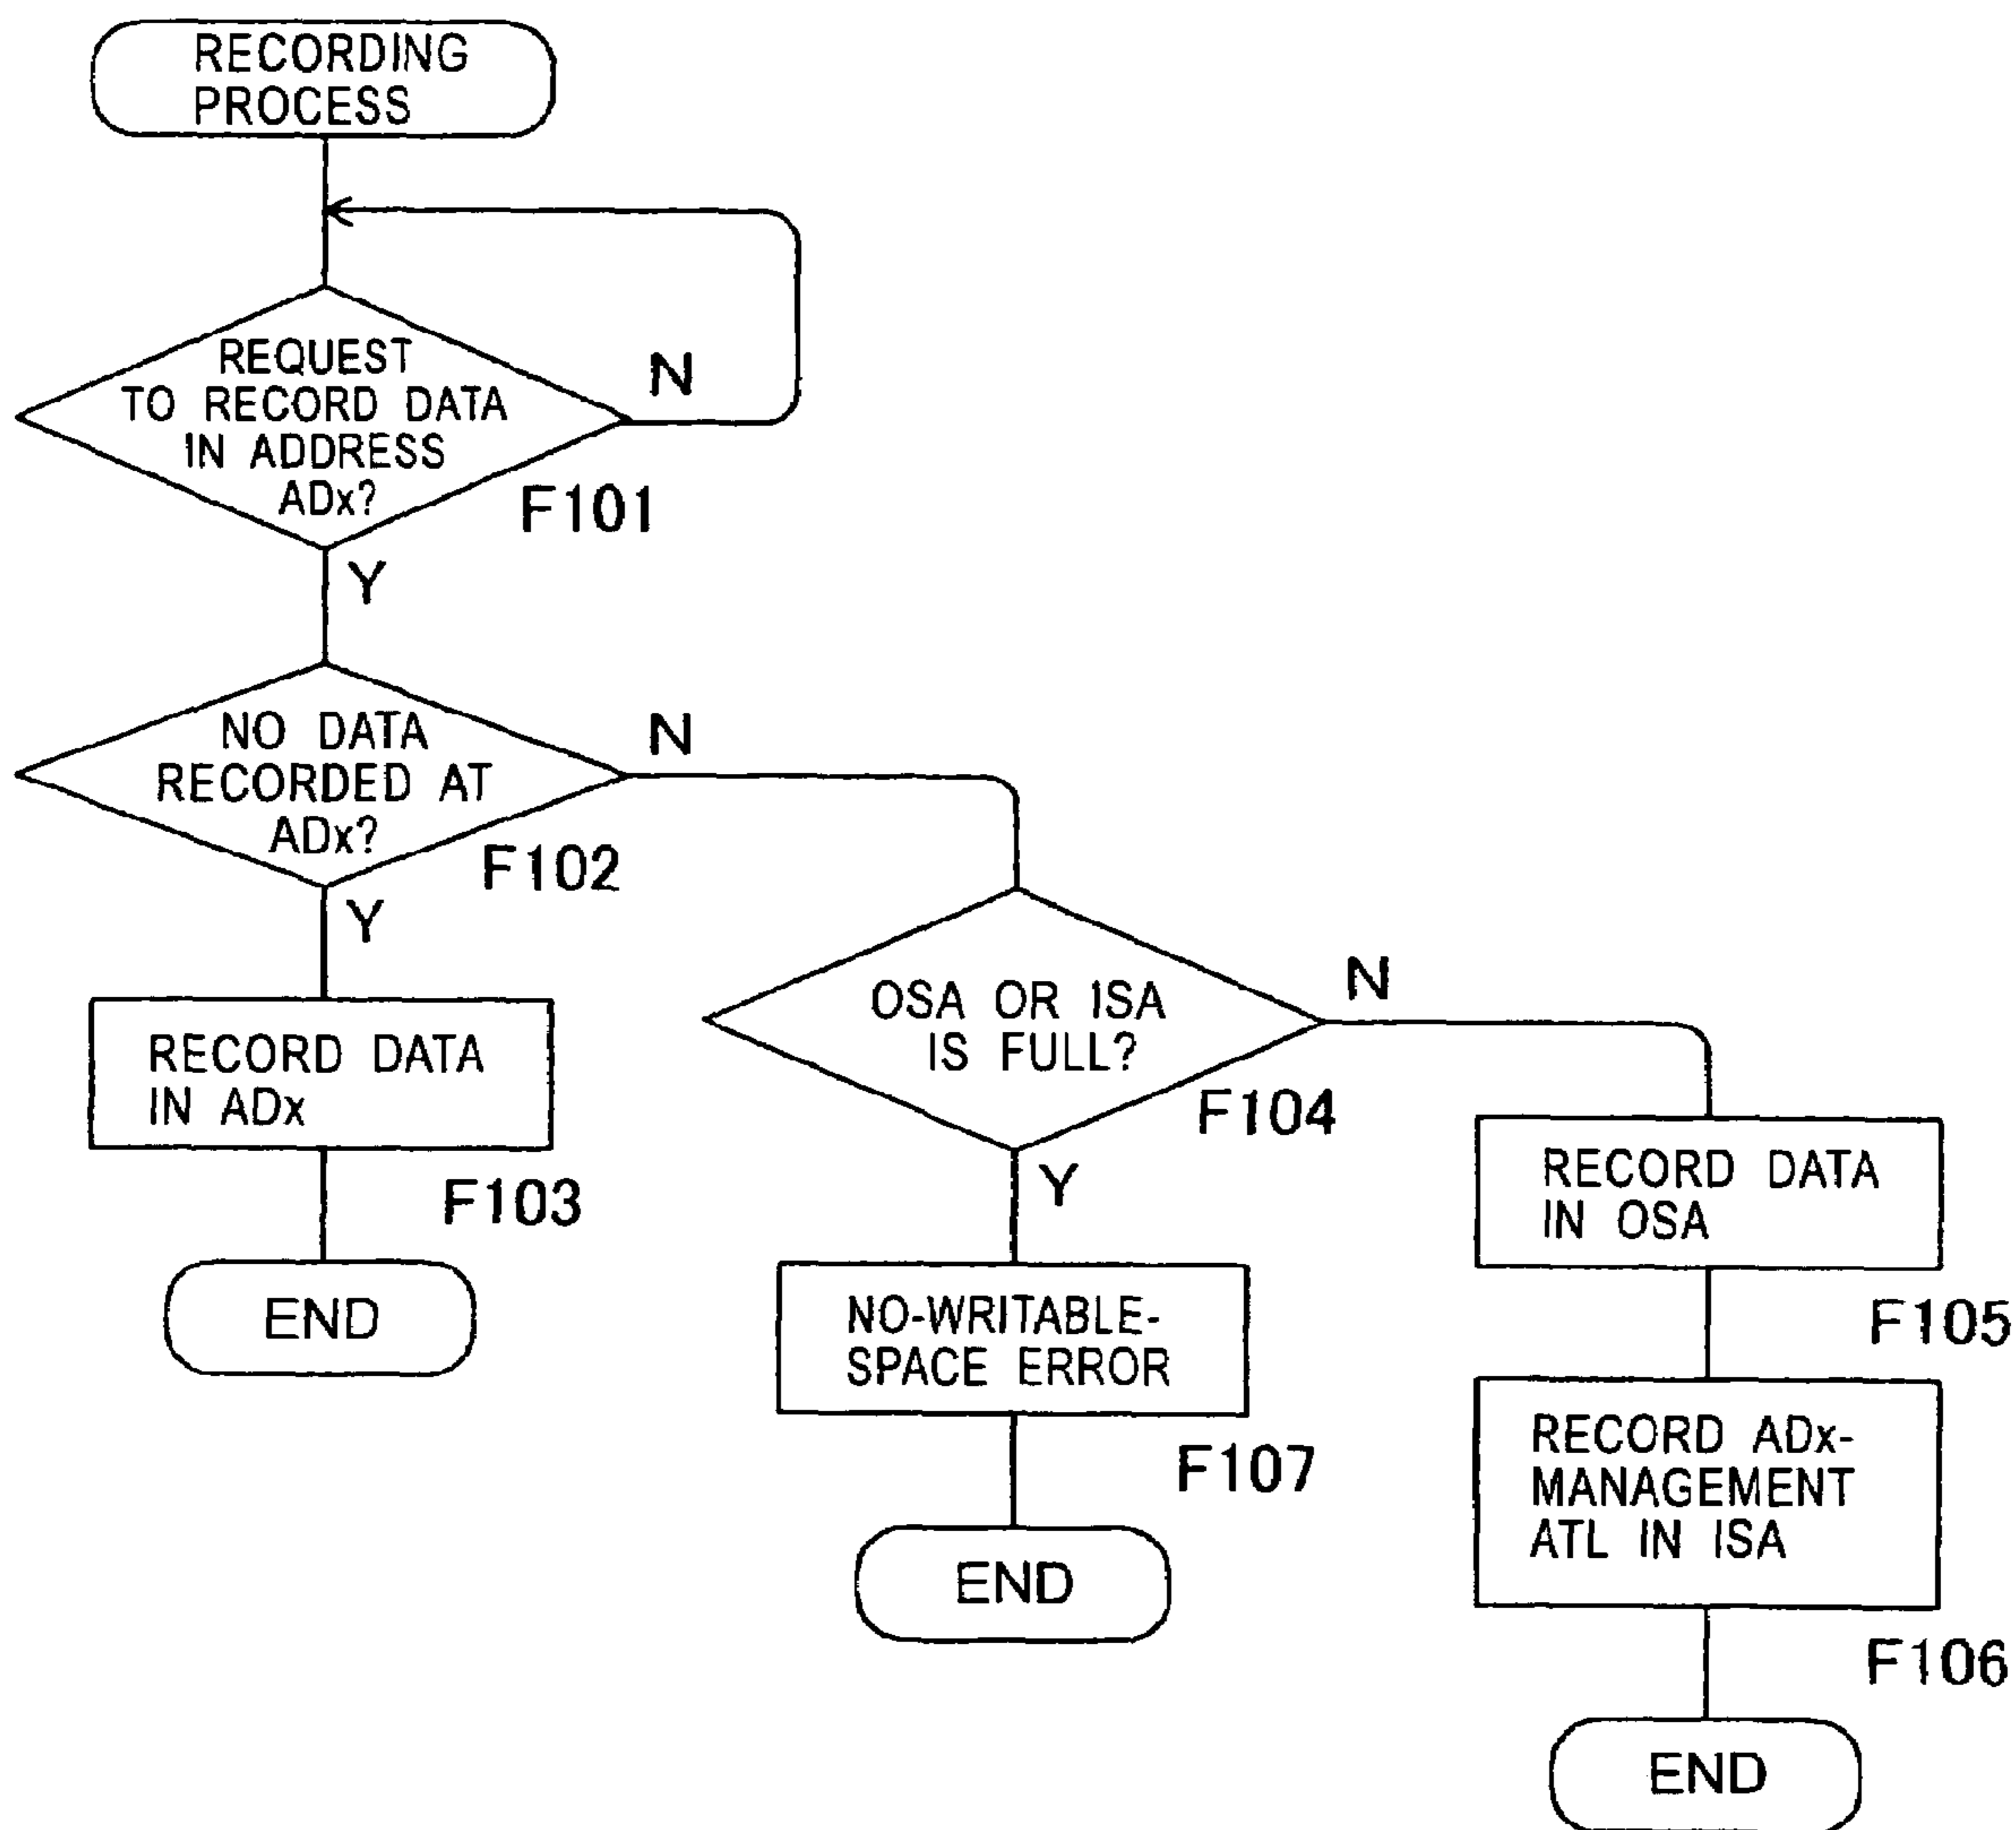 RECORDING
PROCESS
REQUEST
TO RECORD DATA
IN ADDRESS
ADx?
N
F101
Y
NO DATA
RECORDED AT
ADx?
N
F102
Y
RECORD DATA
IN ADx
F103
END
OSA OR ISA
IS FULL?
N
F104
Y
NO-WRITABLE-
SPACE ERROR
F107
END
RECORD DATA
IN OSA
F105
RECORD ADx-
MANAGEMENT
ATL IN ISA
F106
END